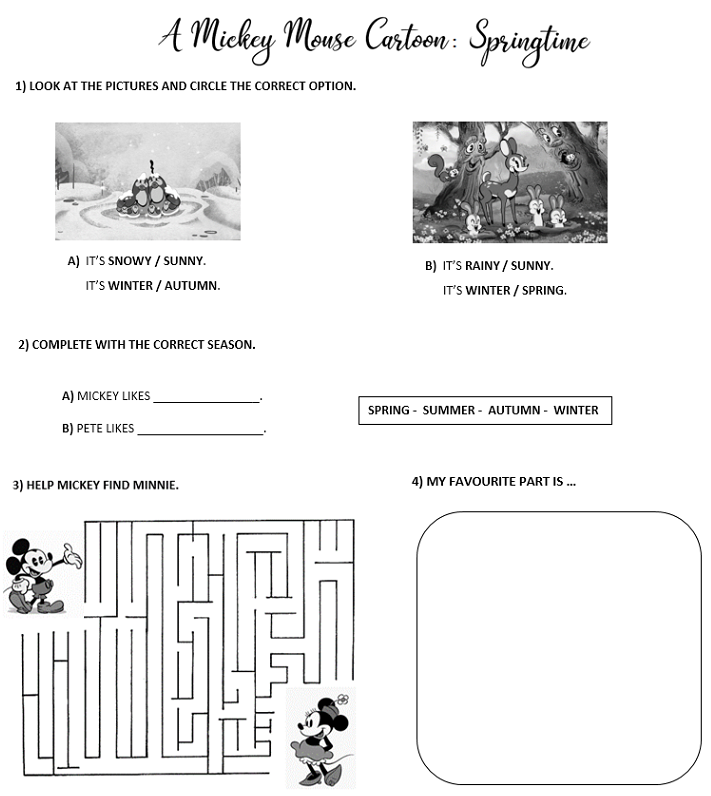 A Mickey Mouse Cartoon: Springtime
1) LOOK AT THE PICTURES AND CIRCLE THE CORRECT OPTION.
A) IT'S SNOWY / SUNNY.
IT'S WINTER / AUTUMN.
B) IT'S RAINY / SUNNY.
IT'S WINTER / SPRING.
2) COMPLETE WITH THE CORRECT SEASON.
A) MICKEY LIKES ________________.
B) PETE LIKES ___________________.
SPRING - SUMMER - AUTUMN - WINTER
3) HELP MICKEY FIND MINNIE.
4) MY FAVOURITE PART IS ...